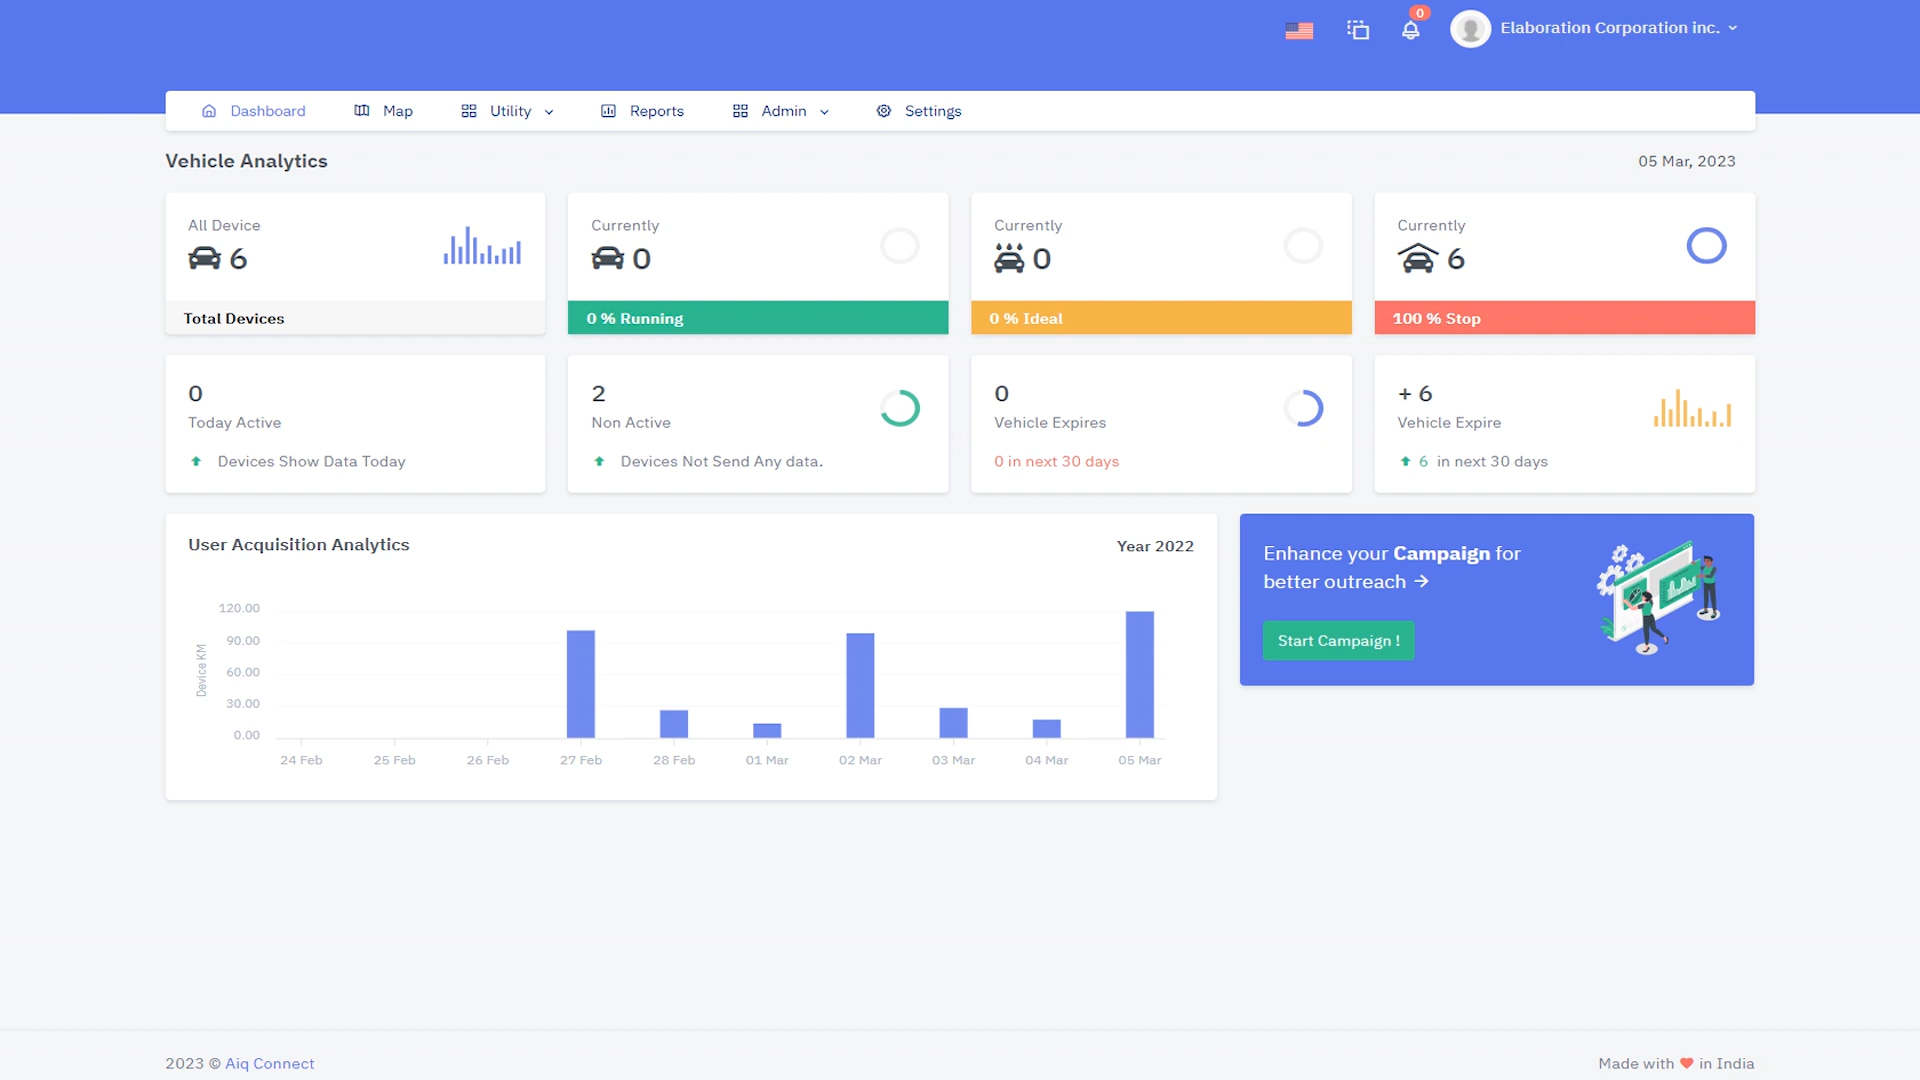 0
Elaboration Corporation inc.
Dashboard
Map
Utility
Reports
Admin
Settings
Vehicle Analytics
05 Mar, 2023
All Device
6
Total Devices
Currently
0
0 % Running
Currently
0
0 % Ideal
Currently
6
100 % Stop
0
Today Active
Devices Show Data Today
2
Non Active
Devices Not Send Any data.
0
Vehicle Expires
0 in next 30 days
+ 6
Vehicle Expire
6 in next 30 days
User Acquisition Analytics
Year 2022
Device KM
120.00
90.00
60.00
30.00
0.00
24 Feb
25 Feb
26 Feb
27 Feb
28 Feb
01 Mar
02 Mar
03 Mar
04 Mar
05 Mar
Enhance your Campaign for
better outreach →
Start Campaign !
2023 © Aiq Connect
Made with ❤ in India